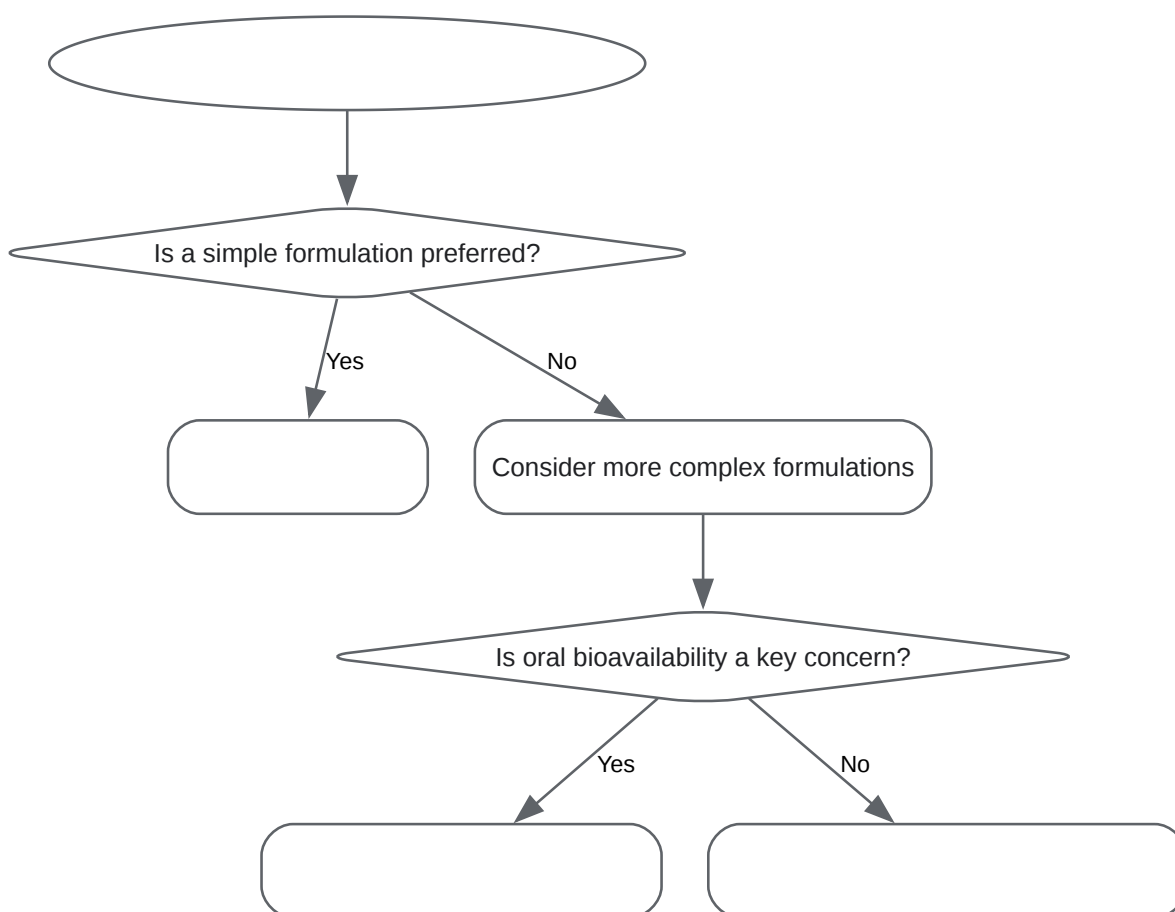 Is a simple formulation preferred?
Yes
No
Consider more complex formulations
Is oral bioavailability a key concern?
Yes
No